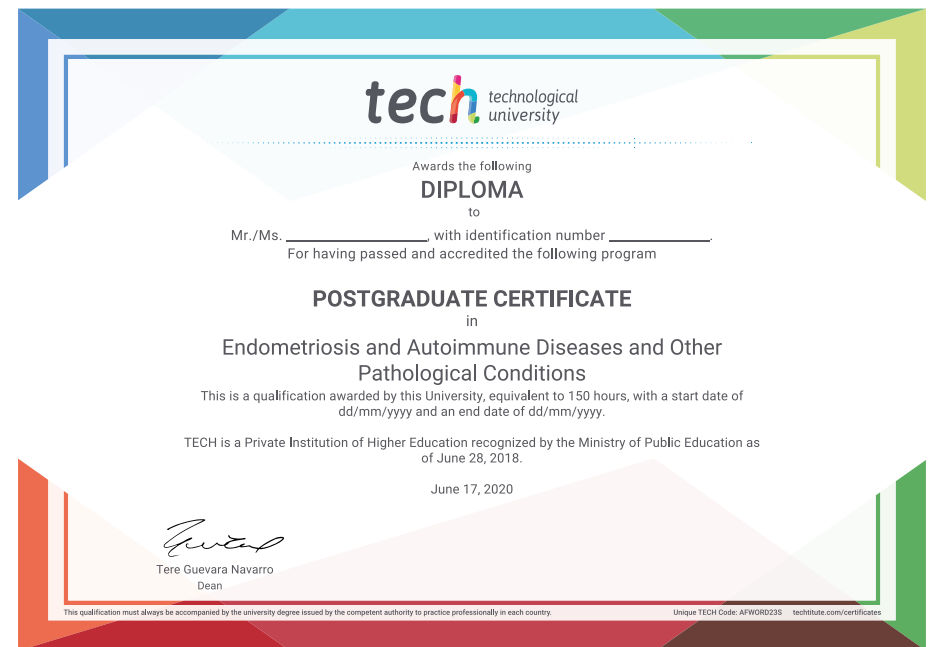 tech technological
university
Awards the following
DIPLOMA
to
Mr./Ms. ____________________, with identification number ______________.
For having passed and accredited the following program
POSTGRADUATE CERTIFICATE
in
Endometriosis and Autoimmune Diseases and Other
Pathological Conditions
This is a qualification awarded by this University, equivalent to 150 hours, with a start date of
dd/mm/yyyy and an end date of dd/mm/yyyy.
TECH is a Private Institution of Higher Education recognized by the Ministry of Public Education as
of June 28, 2018.
June 17, 2020
Tere Guevara Navarro
Dean
This qualification must always be accompanied by the university degree issued by the competent authority to practice professionally in each country. Unique TECH Code: AFWORD23S techtitute.com/certificates